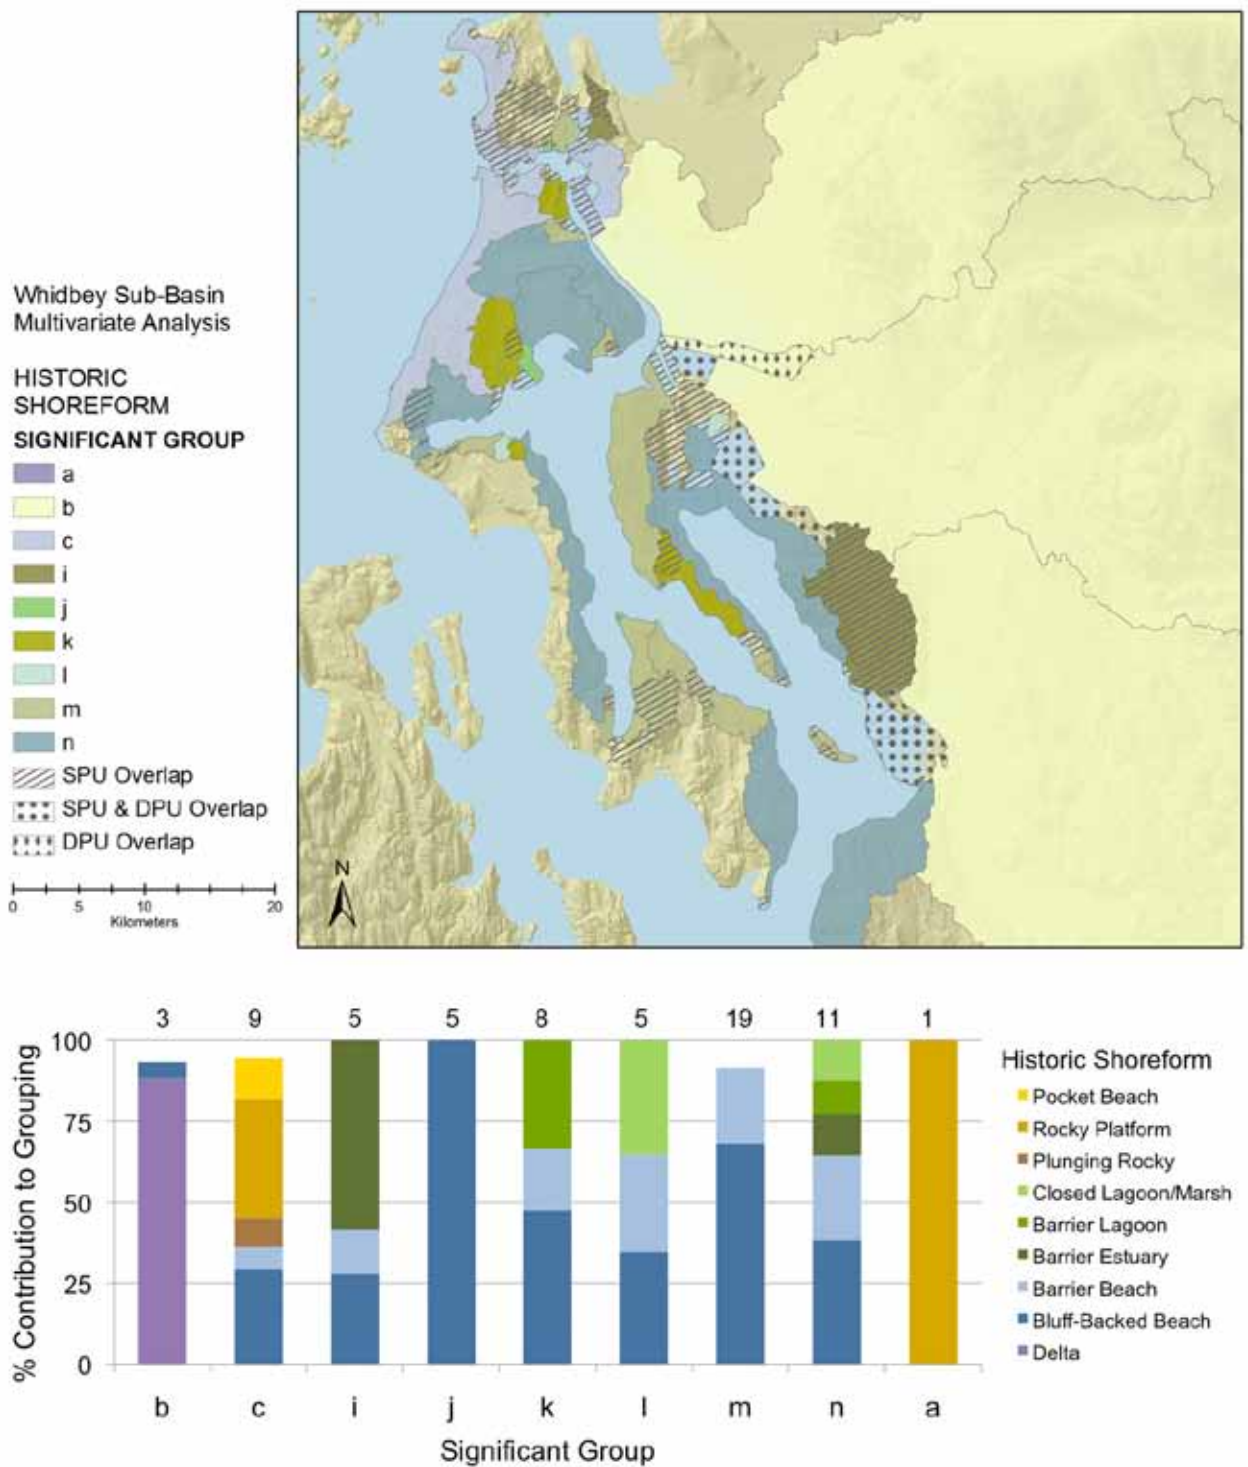 Whidbey Sub-Basin
Multivariate Analysis
HISTORIC
SHOREFORM
SIGNIFICANT GROUP
a
b
c
i
j
k
l
m
n
SPU Overlap
SPU & DPU Overlap
DPU Overlap
N
0 5 10 20
Kilometers
3 9 5 5 8 5 19 11 1
% Contribution to Grouping
100
75
50
25
0
b c i j k l m n a
Significant Group
Historic Shoreform
Pocket Beach
Rocky Platform
Plunging Rocky
Closed Lagoon/Marsh
Barrier Lagoon
Barrier Estuary
Barrier Beach
Bluff-Backed Beach
Delta